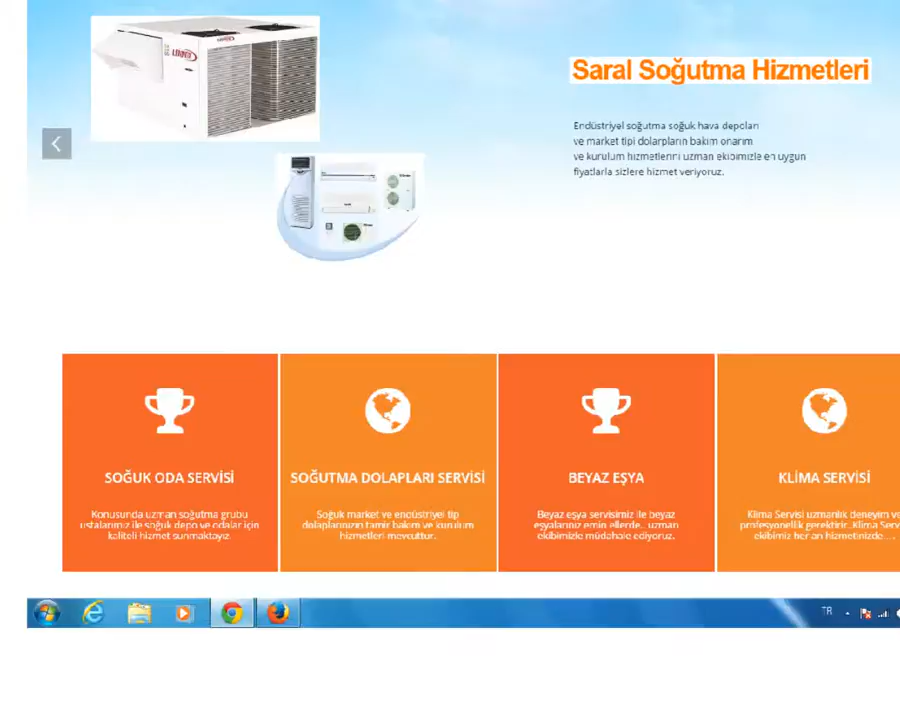 LENNOX
Saral Soğutma Hizmetleri
Endüstriyel soğutma soğuk hava depoları
ve market tipi dolarpların bakım onarım
ve kurulum hizmetlerini uzman ekibimizle en uygun
fiyatlarla sizlere hizmet veriyoruz.
SOĞUK ODA SERVİSİ
Konusunda uzman soğutma grubu
ustalarımız ile soğuk depo ve odalar için
kaliteli hizmet sunmaktayız.
SOĞUTMA DOLAPLARI SERVİSİ
Soğuk market ve endüstriyel tip
dolaplarınızın tamir bakım ve kurulum
hizmetleri mevcuttur.
BEYAZ EŞYA
Beyaz eşya servisimiz ile beyaz
eşyalarınız emin ellerde.. uzman
ekibimizle müdahale ediyoruz.
KLİMA SERVİSİ
Klima Servisi uzmanlık deneyim ve
profesyonellik gerektirir. Klima Serv
ekibimiz her an hizmetinizde....
TR